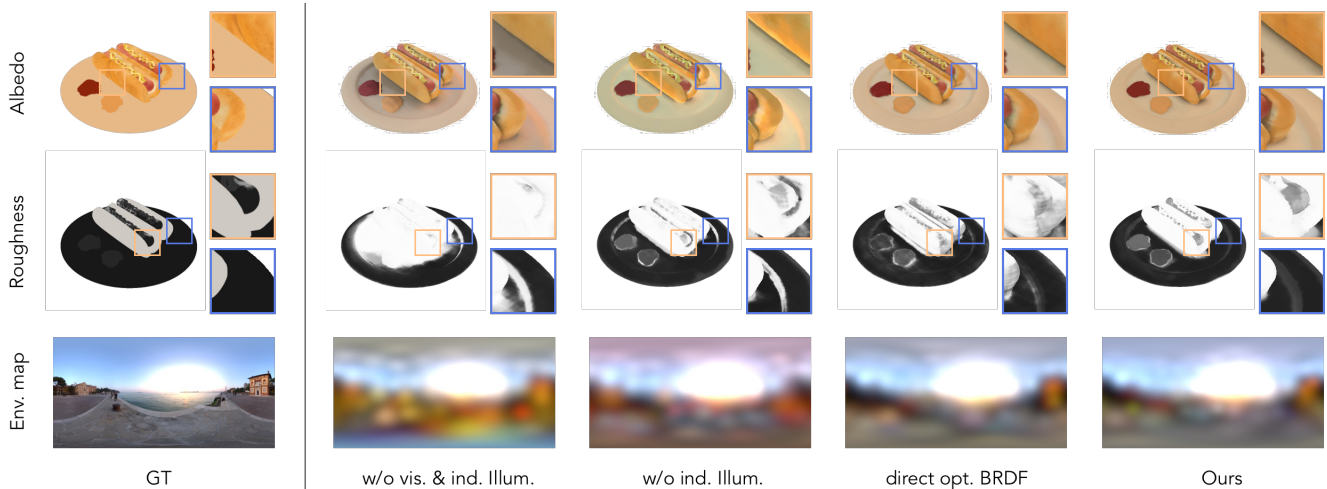 Albedo
Roughness
Env. map
GT
w/o vis. & ind. Illum.
w/o ind. Illum.
direct opt. BRDF
Ours